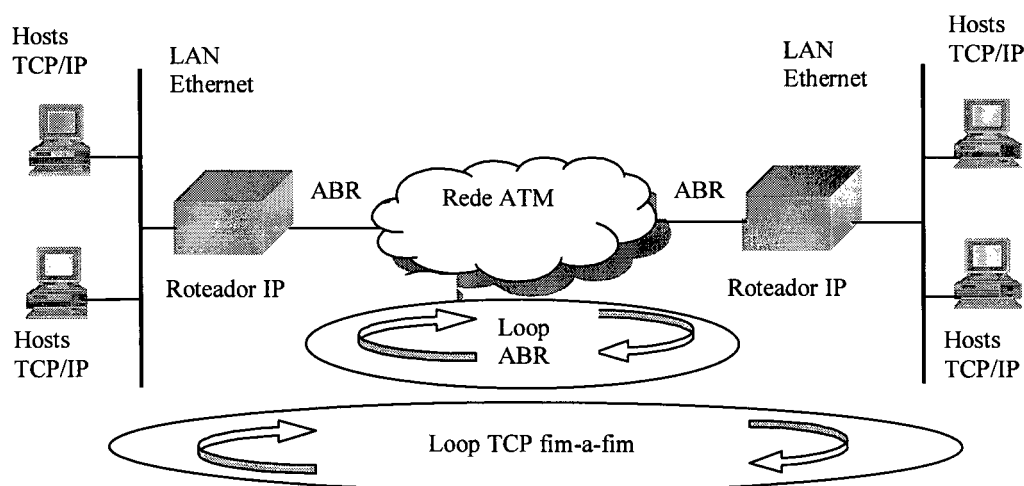 Hosts
TCP/IP
LAN
Ethernet
LAN
Ethernet
Hosts
TCP/IP
ABR
Rede ATM
ABR
Roteador IP
Roteador IP
Hosts
TCP/IP
Loop
ABR
Hosts
TCP/IP
Loop TCP fim-a-fim